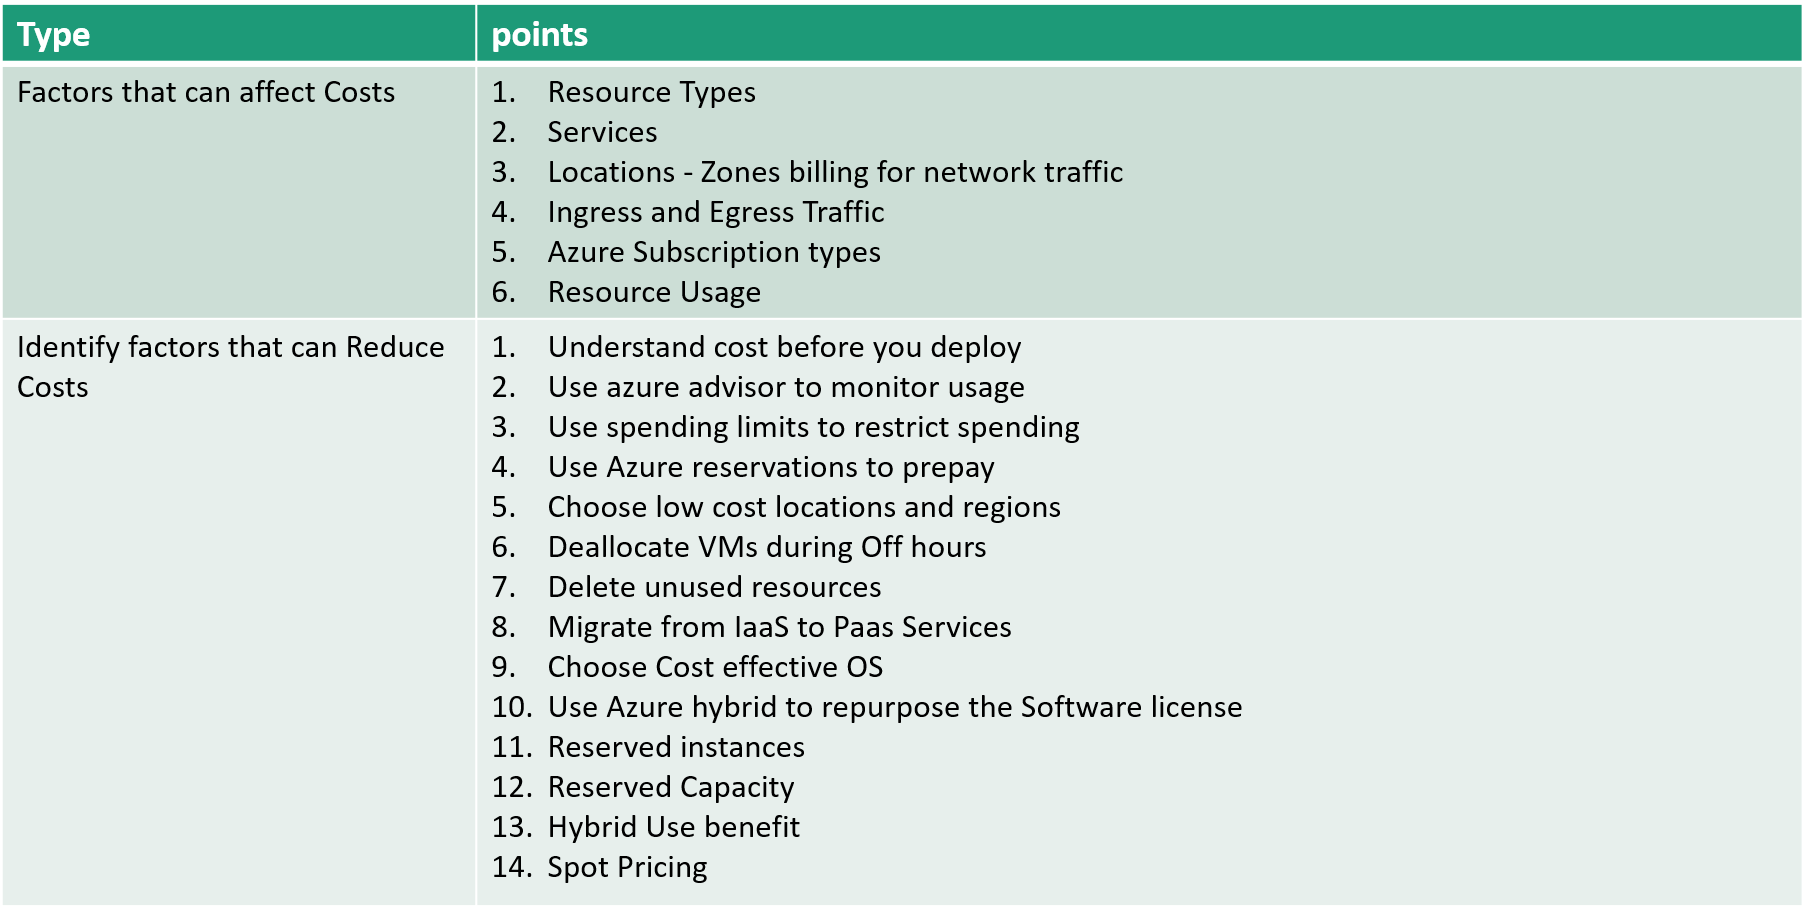 Type
points
Factors that can affect Costs
1. Resource Types
2. Services
3. Locations - Zones billing for network traffic
4. Ingress and Egress Traffic
5. Azure Subscription types
6. Resource Usage
Identify factors that can Reduce
Costs
1. Understand cost before you deploy
2. Use azure advisor to monitor usage
3. Use spending limits to restrict spending
4. Use Azure reservations to prepay
5. Choose low cost locations and regions
6. Deallocate VMs during Off hours
7. Delete unused resources
8. Migrate from IaaS to Paas Services
9. Choose Cost effective OS
10. Use Azure hybrid to repurpose the Software license
11. Reserved instances
12. Reserved Capacity
13. Hybrid Use benefit
14. Spot Pricing